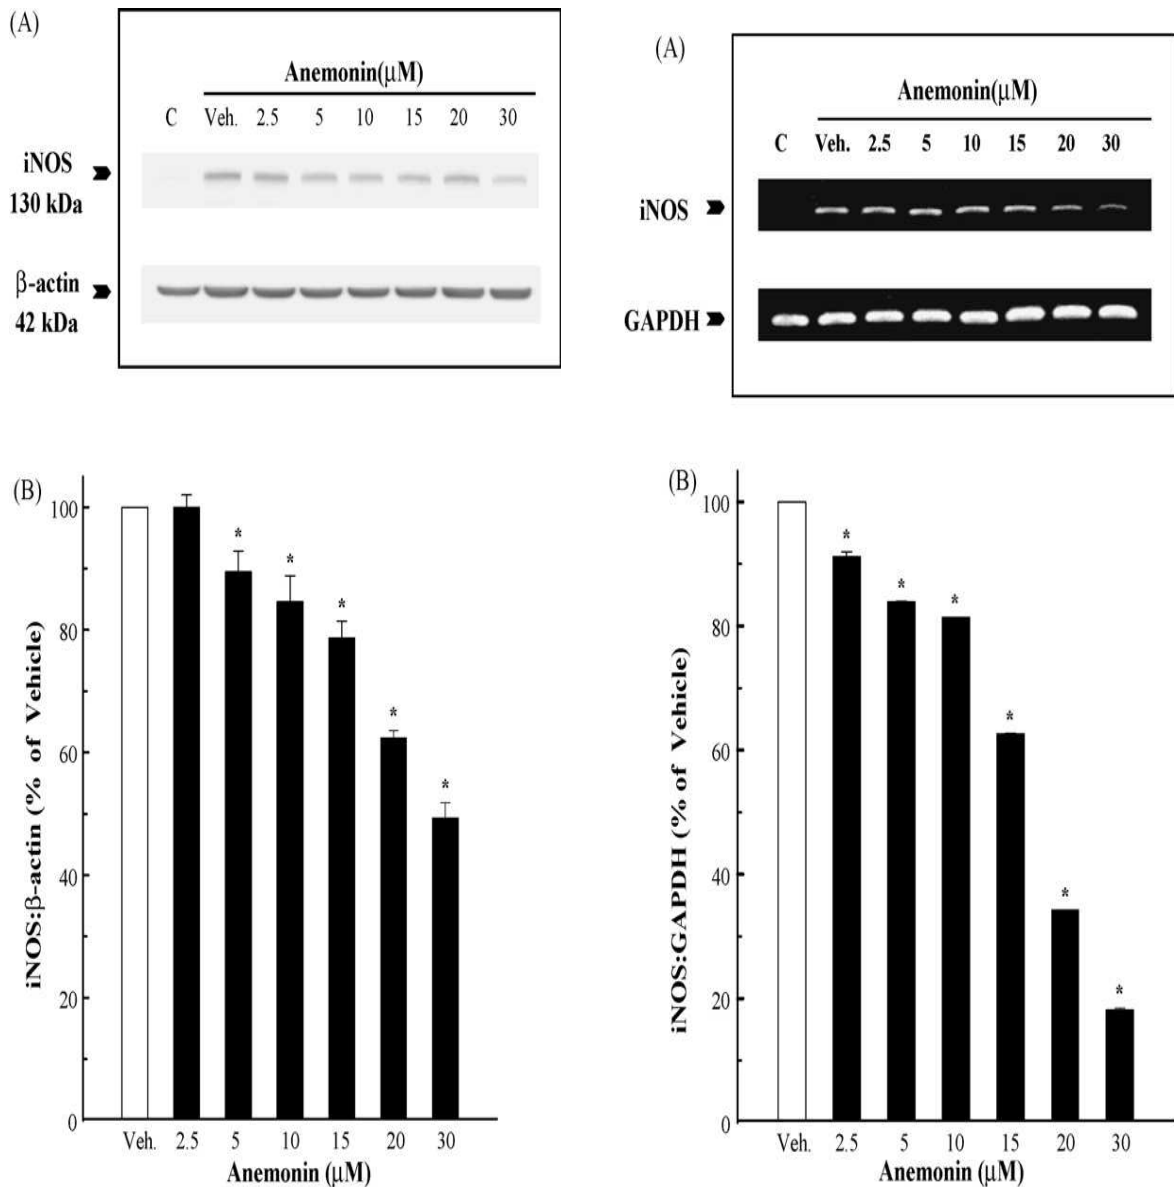 (A)
Anemonin(μM)
C Veh. 2.5 5 10 15 20 30
iNOS
130 kDa
β-actin
42 kDa
(A)
Anemonin(μM)
C Veh. 2.5 5 10 15 20 30
iNOS
GAPDH
(B)
iNOS:β-actin (% of Vehicle)
100
80
60
40
20
0
* * * * *
Veh. 2.5 5 10 15 20 30
Anemonin (μM)
(B)
iNOS:GAPDH (% of Vehicle)
100
80
60
40
20
0
* * * * * *
Veh. 2.5 5 10 15 20 30
Anemonin (μM)